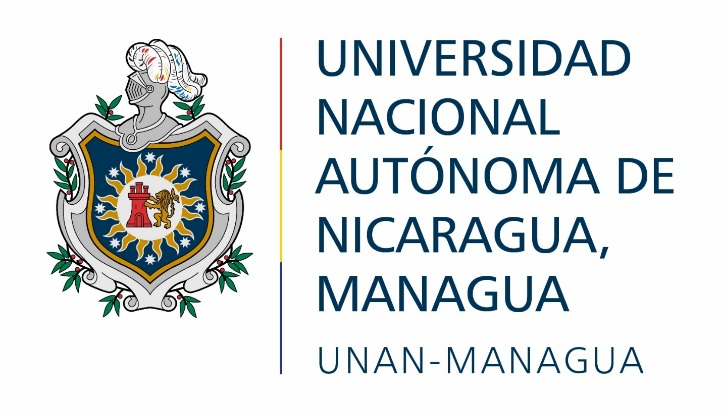 UNIVERSIDAD
NACIONAL
AUTÓNOMA DE
NICARAGUA,
MANAGUA
UNAN-MANAGUA